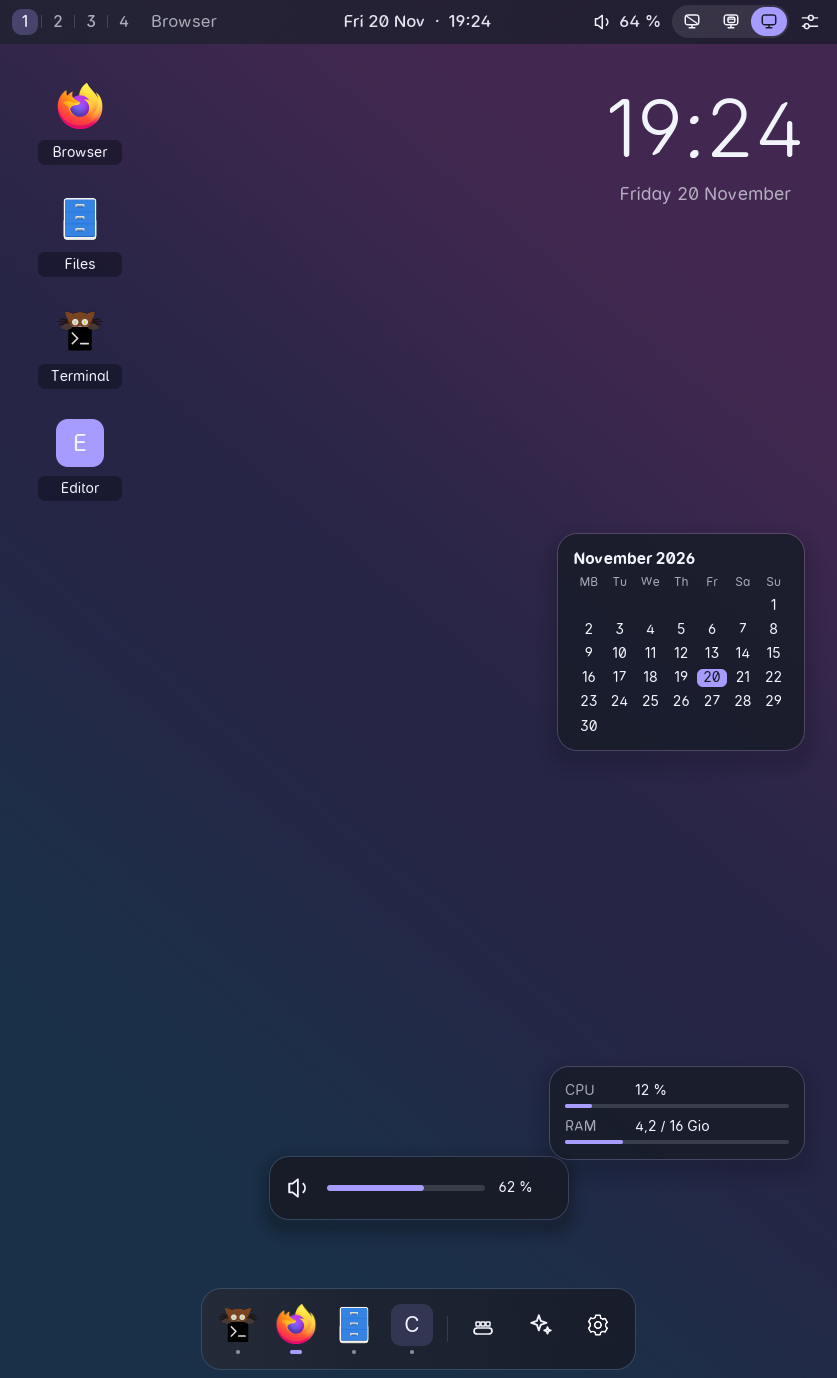 1 2 3 4 Browser Fri 20 Nov · 19:24 64 %
Browser
Files
Terminal
E
Editor
19:24
Friday 20 November
November 2026
MB Tu We Th Fr Sa Su
1
2 3 4 5 6 7 8
9 10 11 12 13 14 15
16 17 18 19 20 21 22
23 24 25 26 27 28 29
30
CPU 12 %
RAM 4,2 / 16 Gio
62 %
C